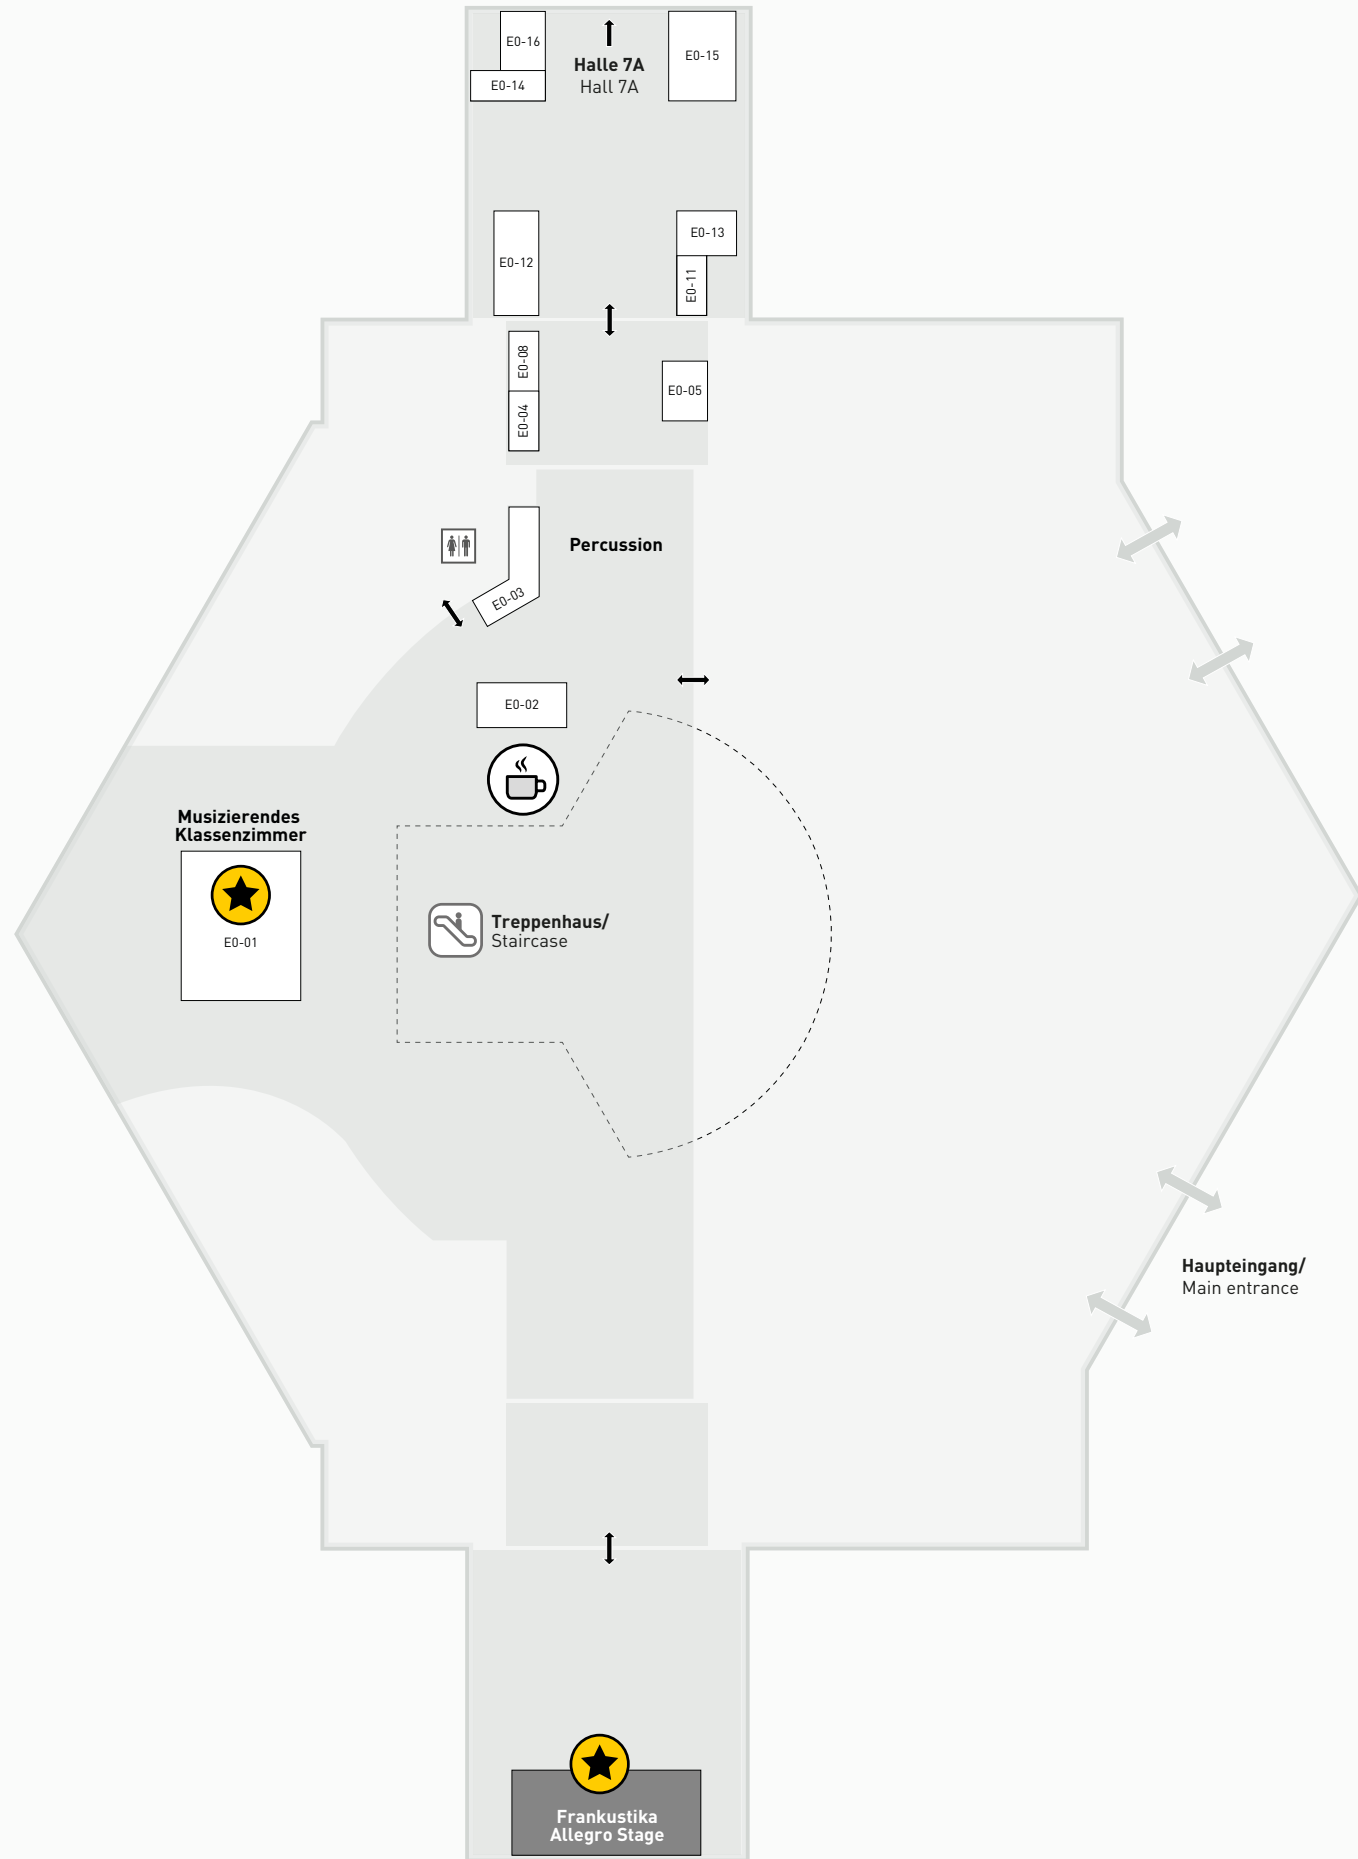 E0-16
Halle 7A
Hall 7A
E0-15
E0-14
E0-12
E0-13
E0-11
E0-08
E0-05
E0-04
Percussion
E0-03
E0-02
Musizierendes
Klassenzimmer
E0-01
Treppenhaus/
Staircase
Haupteingang/
Main entrance
Frankustika
Allegro Stage